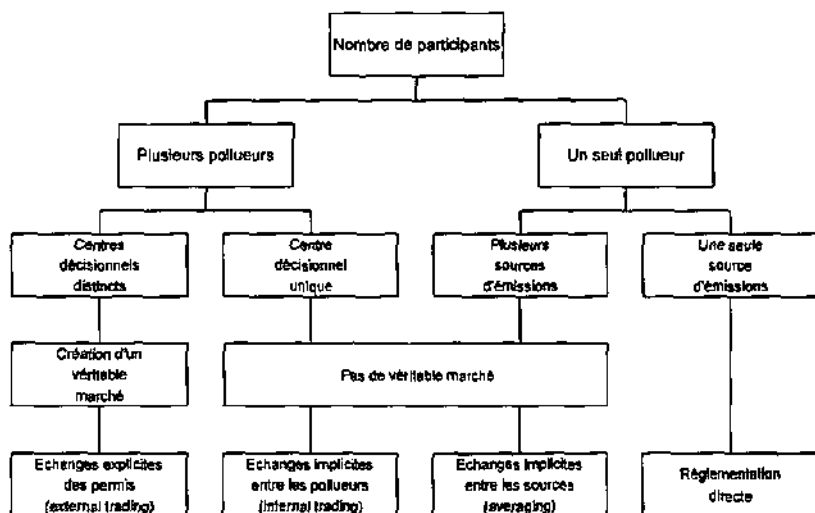 Nombre de participants
Plusieurs pollueurs
Un seul pollueur
Centres
décisionnels
distincts
Centre
décisionnel
unique
Plusieurs
sources
d'émissions
Une seule
source
d'émissions
Création d'un
véritable
marché
Pas de véritable marché
Echanges explicites
des permis
(external trading)
Echanges implicites
entre les pollueurs
(internal trading)
Echanges implicites
entre les sources
(averaging)
Réglementation
directe